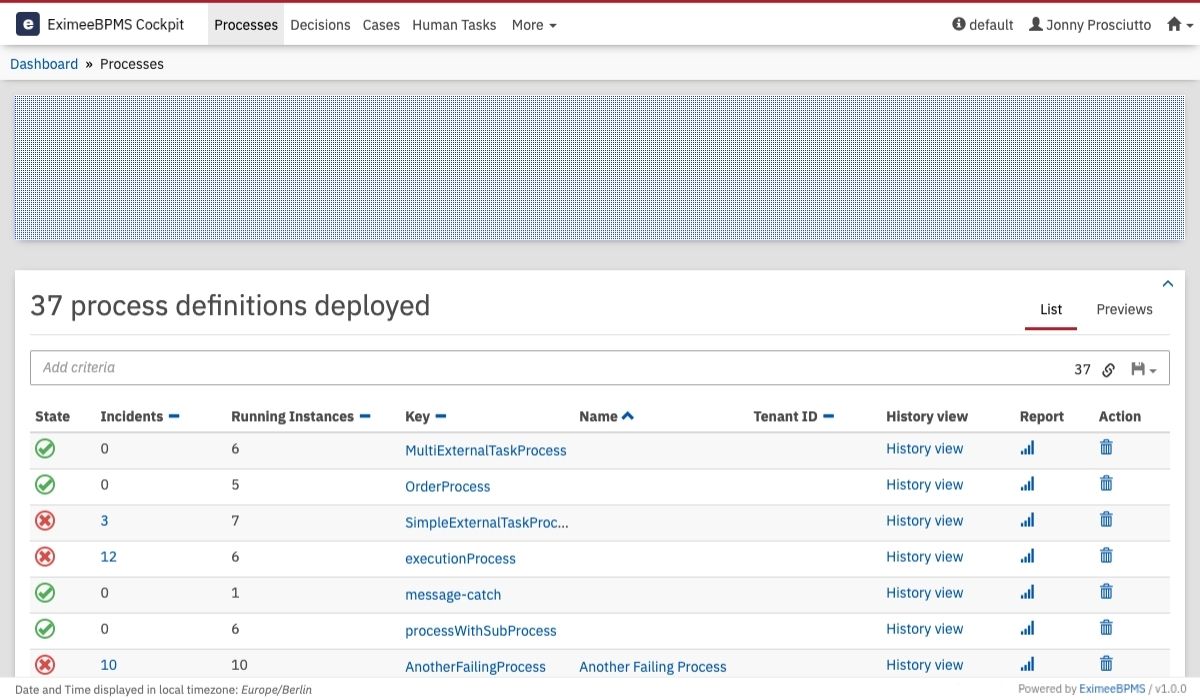 e EximeeBPMS Cockpit Processes Decisions Cases Human Tasks More default Jonny Prosciutto
Dashboard » Processes
37 process definitions deployed
List Previews
Add criteria 37
State Incidents Running Instances Key Name Tenant ID History view Report Action
0 6 MultiExternalTaskProcess History view
0 5 OrderProcess History view
3 7 SimpleExternalTaskProc... History view
12 6 executionProcess History view
0 1 message-catch History view
0 6 processWithSubProcess History view
10 10 AnotherFailingProcess Another Failing Process History view
Date and Time displayed in local timezone: Europe/Berlin Powered by EximeeBPMS / v1.0.0